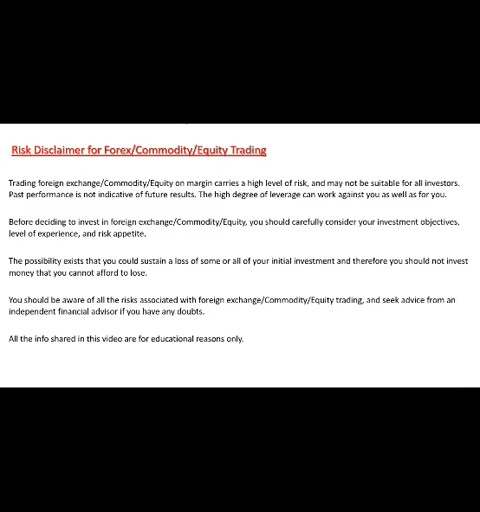 Risk Disclaimer for Forex/Commodity/Equity Trading
Trading foreign exchange/Commodity/Equity on margin carries a high level of risk, and may not be suitable for all investors.
Past performance is not indicative of future results. The high degree of leverage can work against you as well as for you.
Before deciding to invest in foreign exchange/Commodity/Equity, you should carefully consider your investment objectives,
level of experience, and risk appetite.
The possibility exists that you could sustain a loss of some or all of your initial investment and therefore you should not invest
money that you cannot afford to lose.
You should be aware of all the risks associated with foreign exchange/Commodity/Equity trading, and seek advice from an
independent financial advisor if you have any doubts.
All the info shared in this video are for educational reasons only.